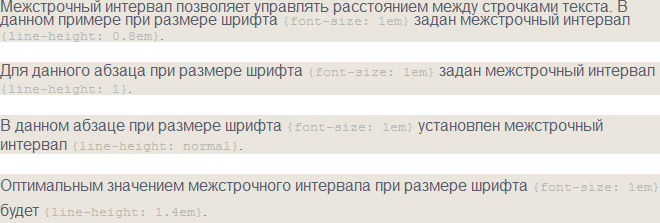 Межстрочный интервал позволяет управлять расстоянием между строчками текста. В
данном примере при размере шрифта {font-size: 1em} задан межстрочный интервал
{line-height: 0.8em}.
Для данного абзаца при размере шрифта {font-size: 1em} задан межстрочный интервал
{line-height: 1}.
В данном абзаце при размере шрифта {font-size: 1em} установлен межстрочный
интервал {line-height: normal}.
Оптимальным значением межстрочного интервала при размере шрифта {font-size: 1em}
будет {line-height: 1.4em}.